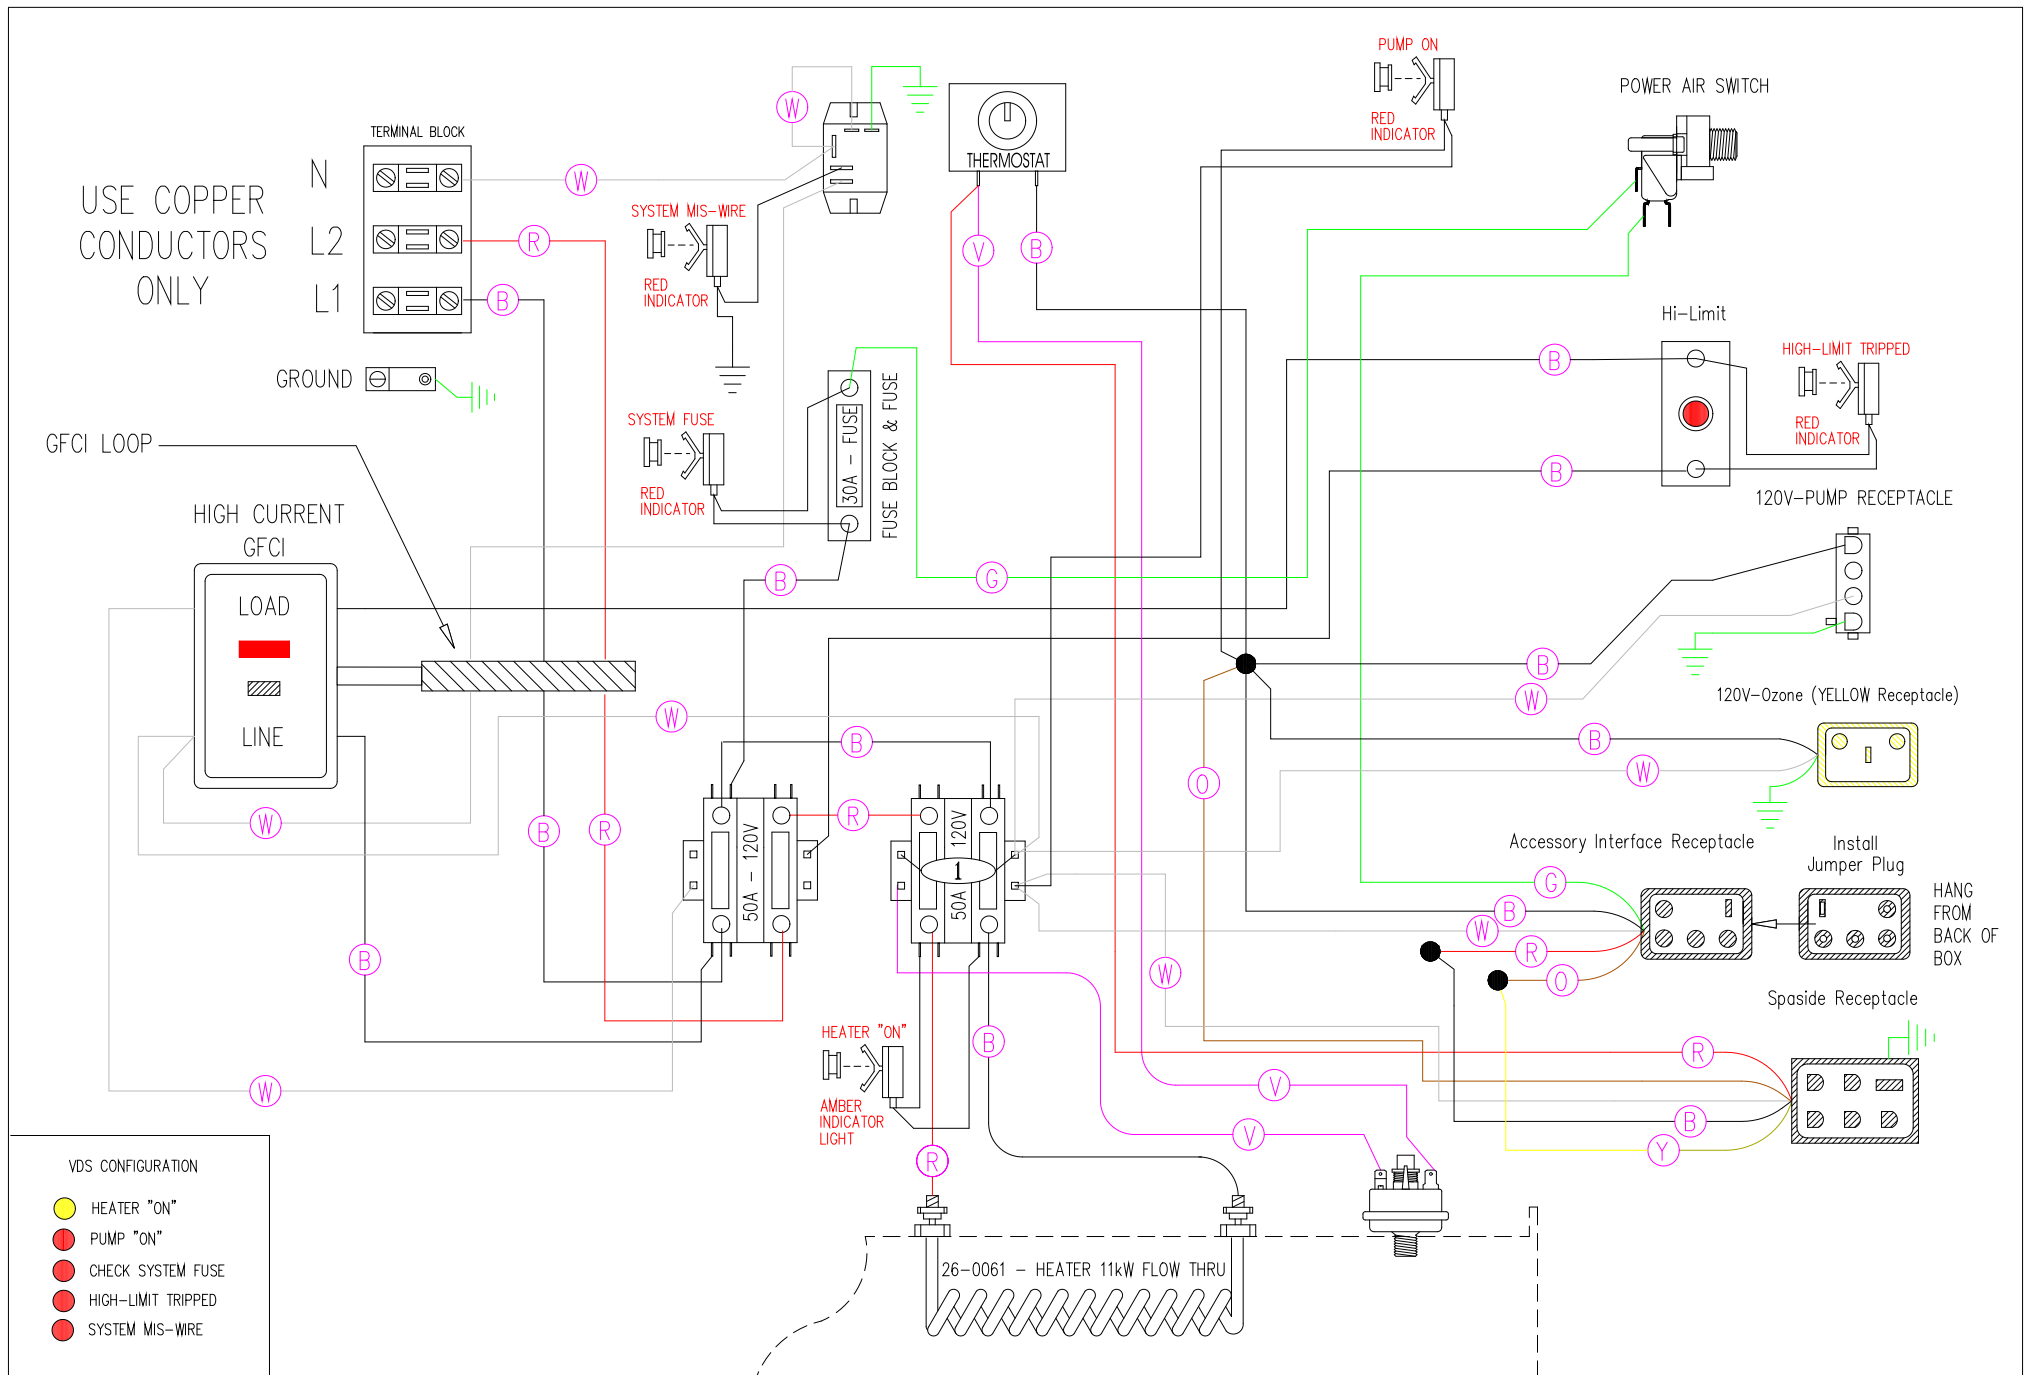 PUMP ON
RED
INDICATOR
POWER AIR SWITCH
TERMINAL BLOCK
N
L2
L1
USE COPPER
CONDUCTORS
ONLY
W
W
R
B
THERMOSTAT
V
B
SYSTEM MIS-WIRE
RED
INDICATOR
GROUND
GFCI LOOP
SYSTEM FUSE
RED
INDICATOR
30A - FUSE
FUSE BLOCK & FUSE
Hi-Limit
B
HIGH-LIMIT TRIPPED
RED
INDICATOR
B
120V-PUMP RECEPTACLE
HIGH CURRENT
GFCI
LOAD
LINE
B
G
B
W
120V-Ozone (YELLOW Receptacle)
W
B
B
W
O
R
W
B
R
50A - 120V
50A 120V
1
Accessory Interface Receptacle
Install
Jumper Plug
HANG
FROM
BACK OF
BOX
G
B
W
R
O
B
W
W
Spaside Receptacle
HEATER "ON"
AMBER
INDICATOR
LIGHT
B
R
R
V
B
V
Y
26-0061 - HEATER 11kW FLOW THRU
VDS CONFIGURATION
HEATER "ON"
PUMP "ON"
CHECK SYSTEM FUSE
HIGH-LIMIT TRIPPED
SYSTEM MIS-WIRE